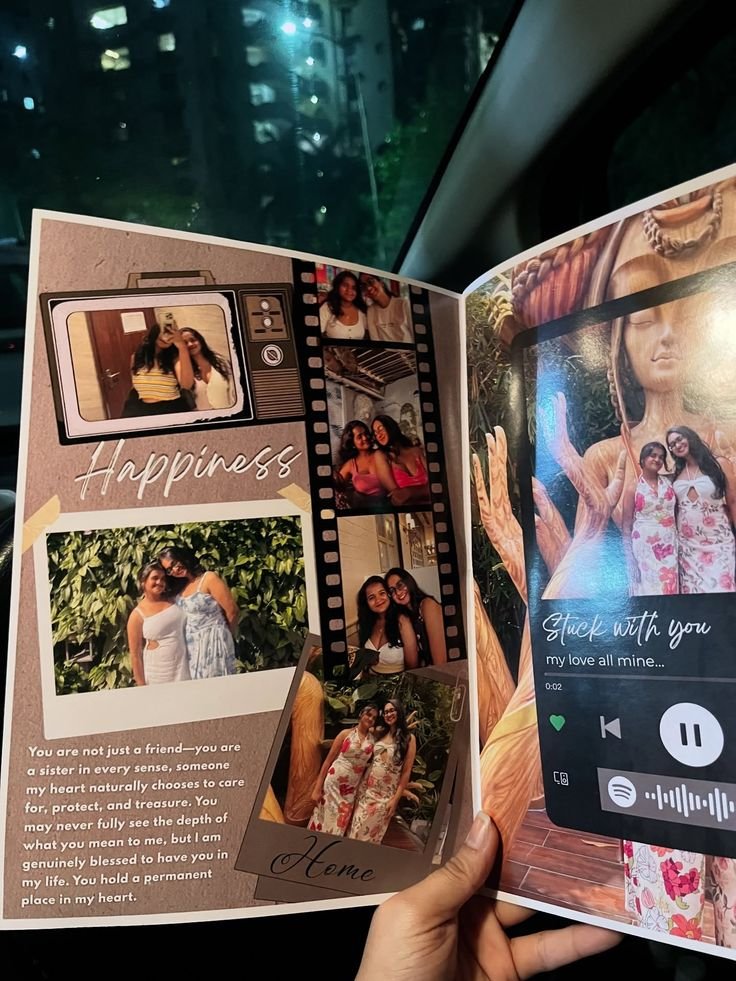 Happiness
You are not just a friend—you are
a sister in every sense, someone
my heart naturally chooses to care
for, protect, and treasure. You
may never fully see the depth of
what you mean to me, but I am
genuinely blessed to have you in
my life. You hold a permanent
place in my heart.
Home
Stuck with you
my love all mine...
0:02